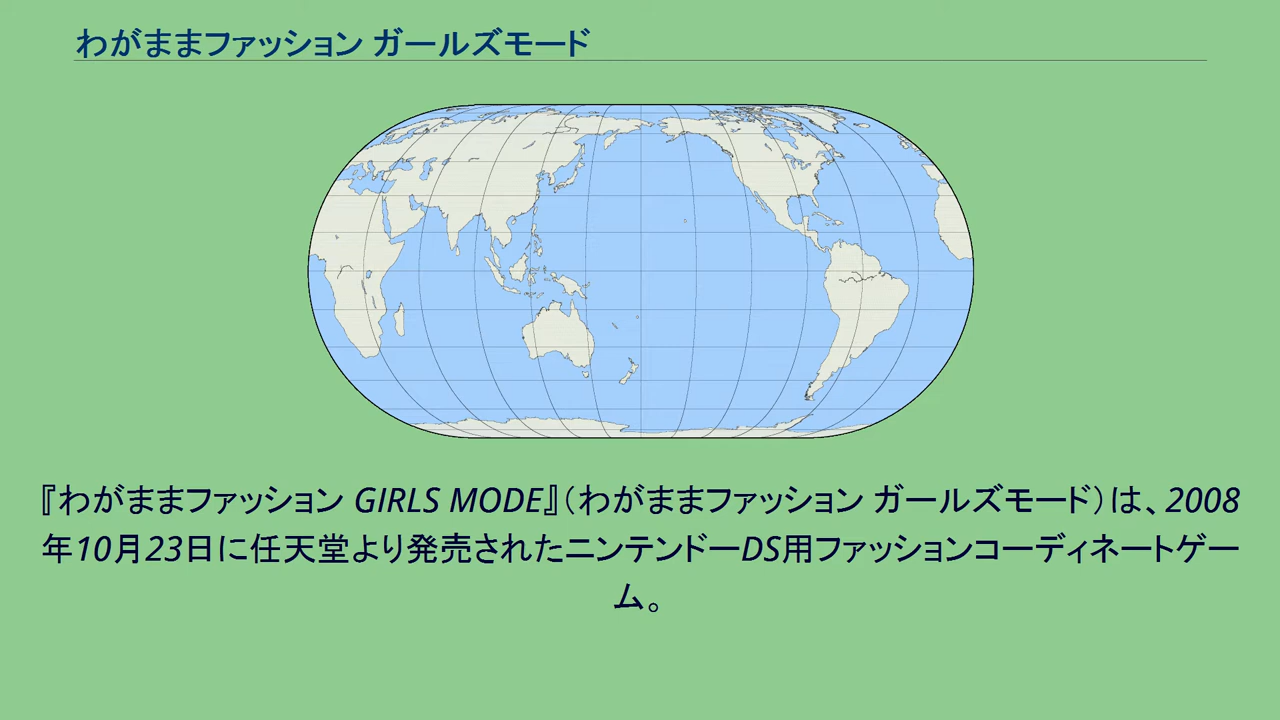 わがままファッション ガールズモード
『わがままファッション GIRLS MODE』（わがままファッション ガールズモード）は、2008
年10月23日に任天堂より発売されたニンテンドーDS用ファッションコーディネートゲー
ム。